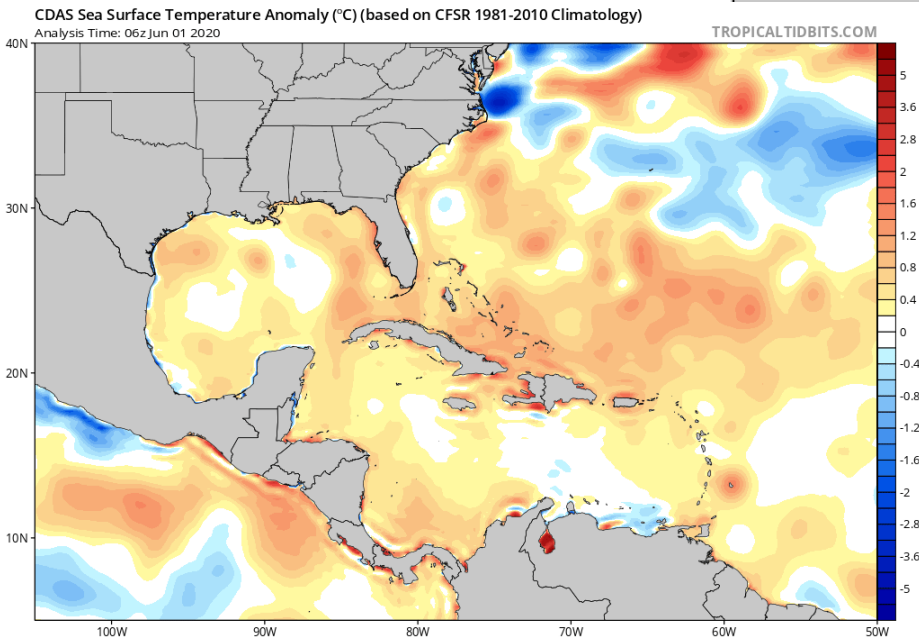 CDAS Sea Surface Temperature Anomaly (°C) (based on CFSR 1981-2010 Climatology)
Analysis Time: 06z Jun 01 2020
TROPICALTIDBITS.COM
40N
30N
20N
10N
100W
90W
80W
70W
60W
50W
5
3.6
2.8
2
1.6
1.2
0.8
0.4
0
-0.4
-0.8
-1.2
-1.6
-2
-2.8
-3.6
-5